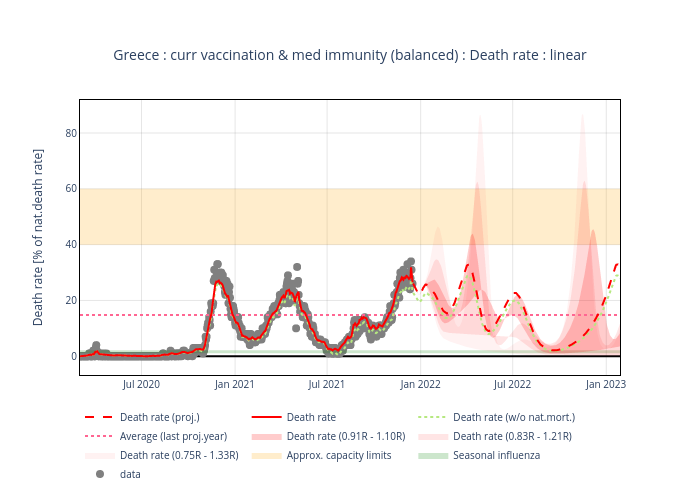 Greece : curr vaccination & med immunity (balanced) : Death rate : linear
Death rate [% of nat.death rate]
80
60
40
20
0
Jul 2020 Jan 2021 Jul 2021 Jan 2022 Jul 2022 Jan 2023
Death rate (proj.) Death rate Death rate (w/o nat.mort.)
Average (last proj.year) Death rate (0.91R - 1.10R) Death rate (0.83R - 1.21R)
Death rate (0.75R - 1.33R) Approx. capacity limits Seasonal influenza
data